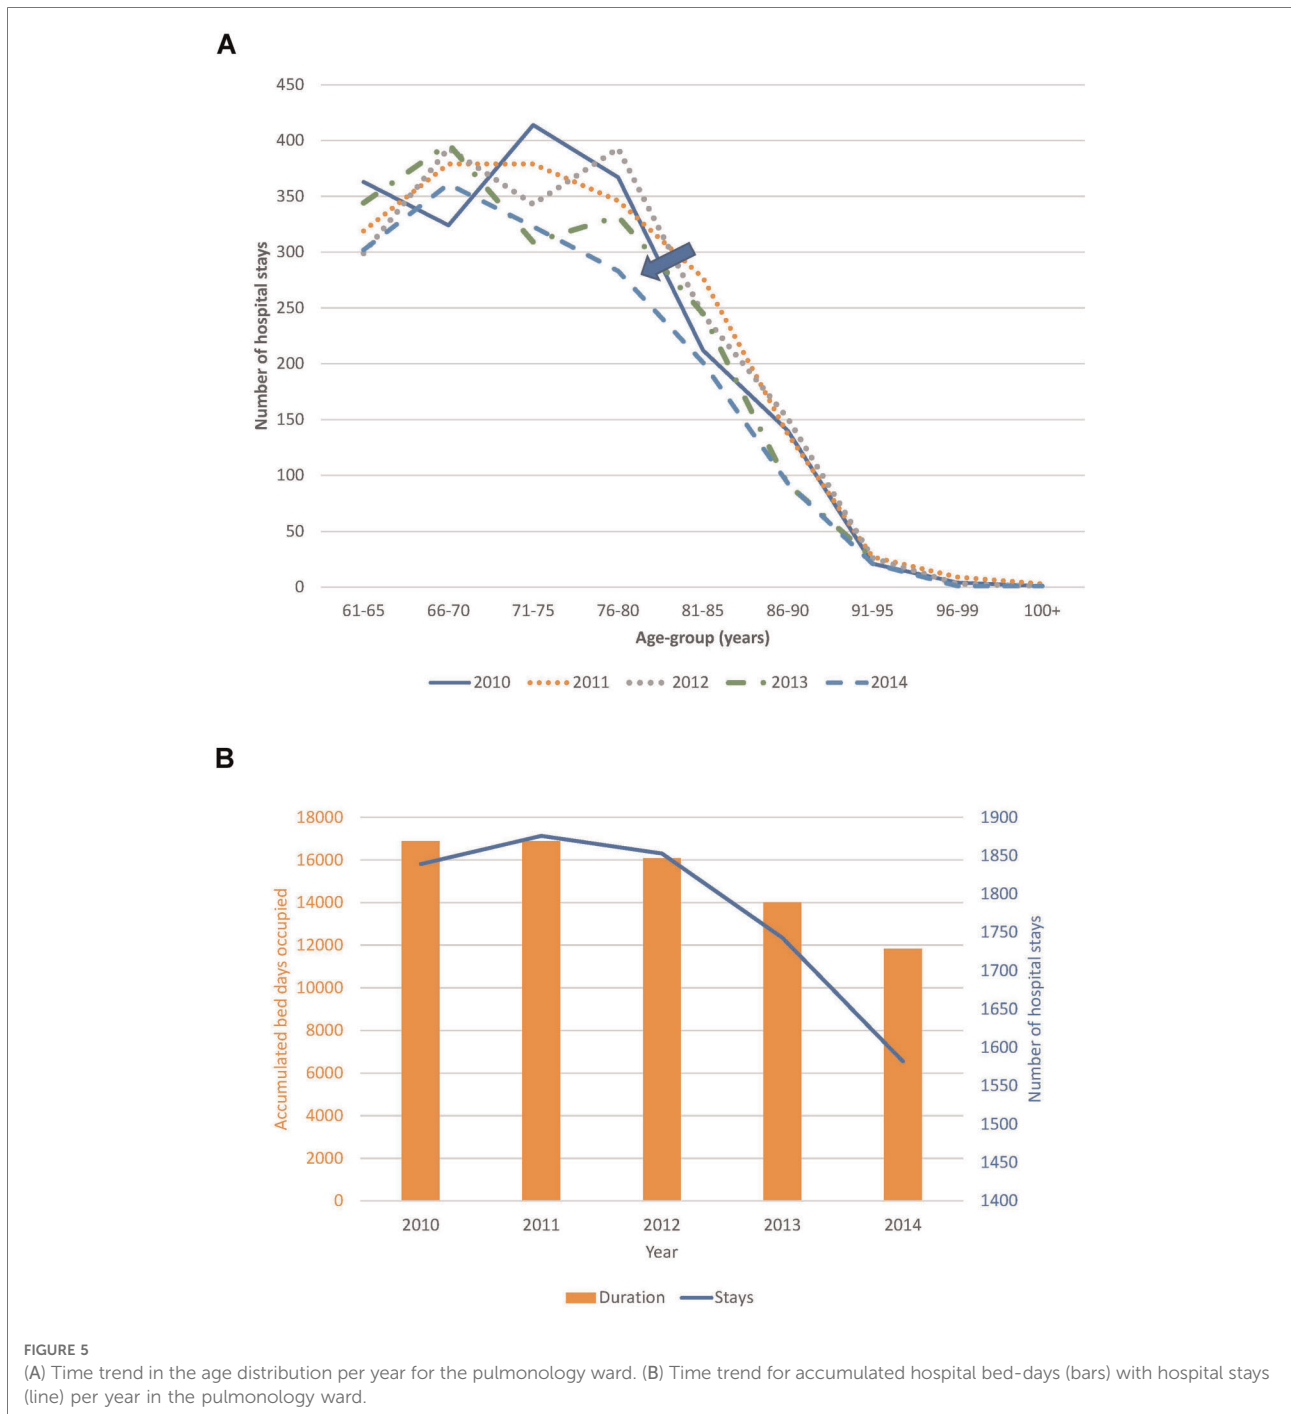 A
450
400
350
300
250
200
150
100
50
0
Number of hospital stays
61-65 66-70 71-75 76-80 81-85 86-90 91-95 96-99 100+
Age-group (years)
2010 2011 2012 2013 2014
B
18000
16000
14000
12000
10000
8000
6000
4000
2000
0
Accumulated bed days occupied
1900
1850
1800
1750
1700
1650
1600
1550
1500
1450
1400
Number of hospital stays
2010 2011 2012 2013 2014
Year
Duration Stays
FIGURE 5
(A) Time trend in the age distribution per year for the pulmonology ward. (B) Time trend for accumulated hospital bed-days (bars) with hospital stays
(line) per year in the pulmonology ward.